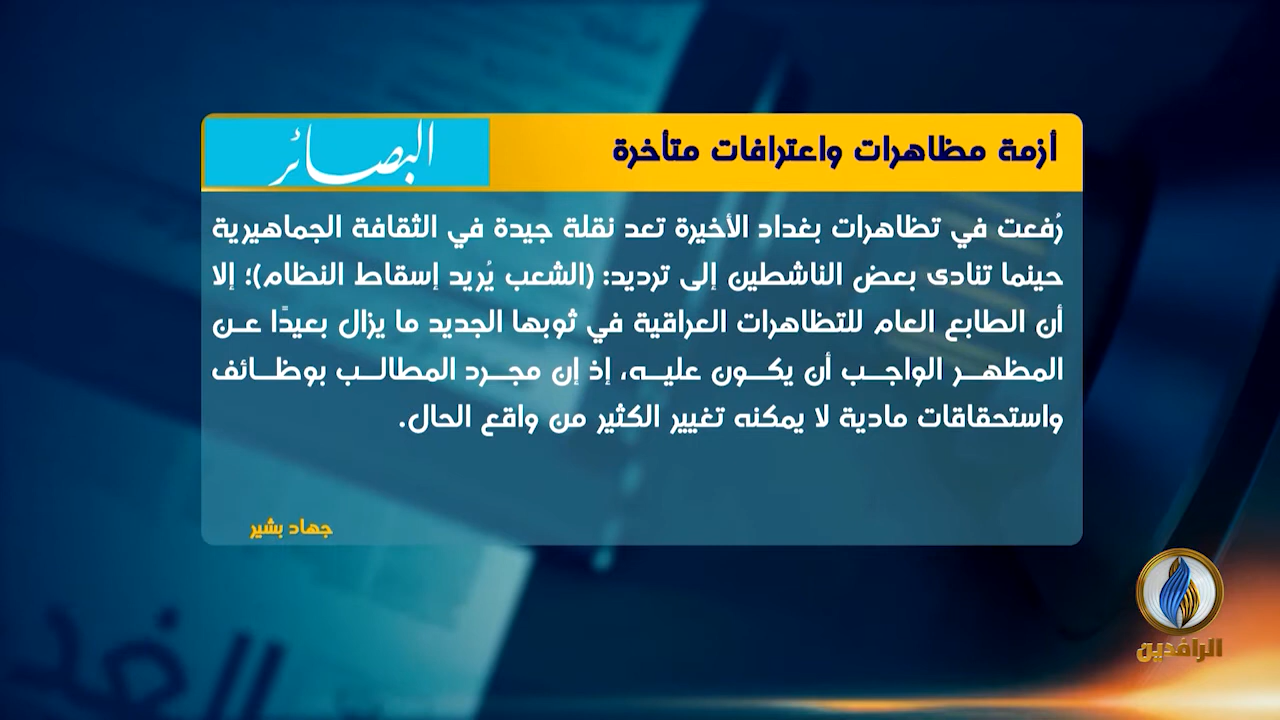 أزمة مظاهرات واعترافات متأخرة
البصائر
رُفعت في تظاهرات بغداد الأخيرة تعد نقلة جيدة في الثقافة الجماهيرية
حينما تنادى بعض الناشطين إلى ترديد: (الشعب يُريد إسقاط النظام)؛ إلا
أن الطابع العام للتظاهرات العراقية في ثوبها الجديد ما يزال بعيدًا عن
المظهر الواجب أن يكون عليه، إذ إن مجرد المطالب بوظائف
واستحقاقات مادية لا يمكنه تغيير الكثير من واقع الحال.
جهاد بشير
الرافدين
الغد